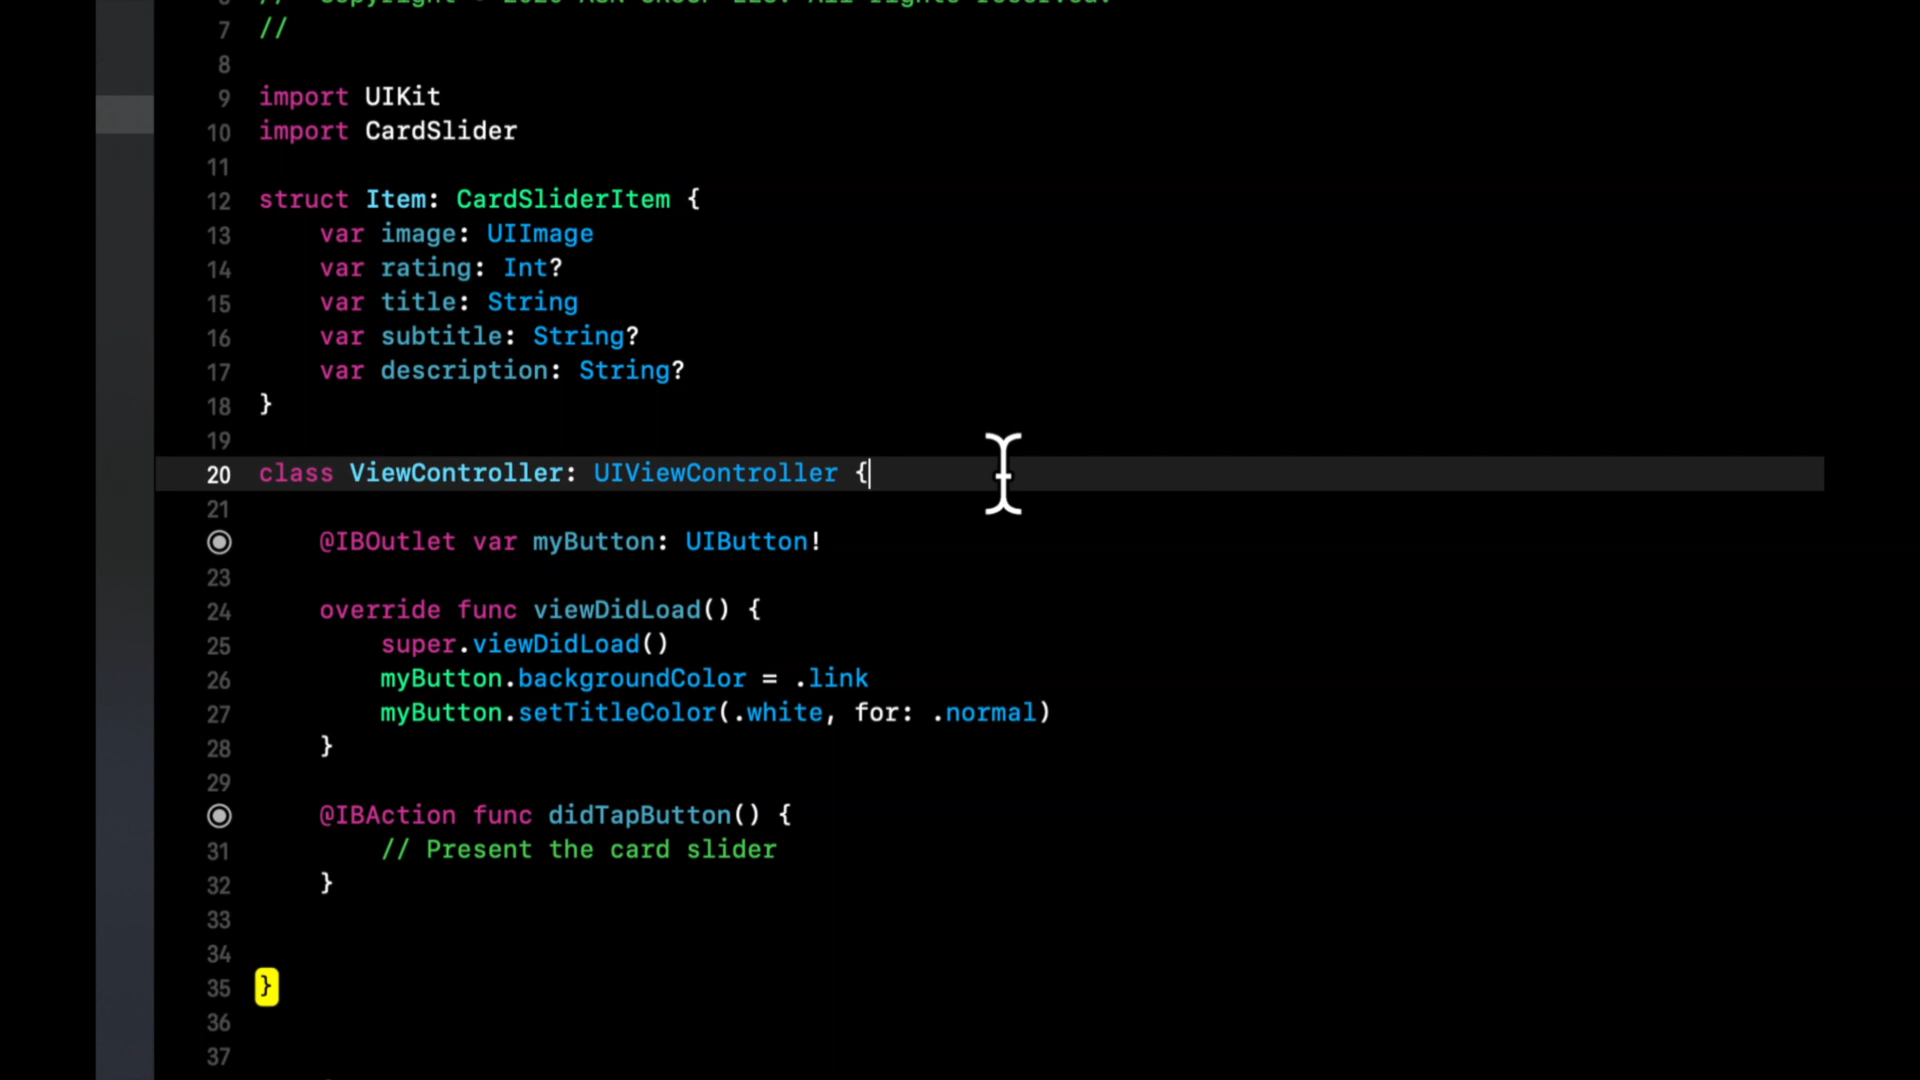 7 //
8
9 import UIKit
10 import CardSlider
11
12 struct Item: CardSliderItem {
13 var image: UIImage
14 var rating: Int?
15 var title: String
16 var subtitle: String?
17 var description: String?
18 }
19
20 class ViewController: UIViewController {
21
@IBOutlet var myButton: UIButton!
23
24 override func viewDidLoad() {
25 super.viewDidLoad()
26 myButton.backgroundColor = .link
27 myButton.setTitleColor(.white, for: .normal)
28 }
29
@IBAction func didTapButton() {
31 // Present the card slider
32 }
33
34
35 }
36
37